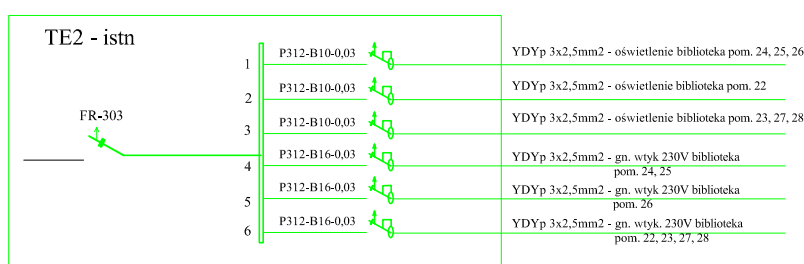 TE2 - istn
FR-303
1
P312-B10-0,03
YDYp 3x2,5mm2 - oświetlenie biblioteka pom. 24, 25, 26
2
P312-B10-0,03
YDYp 3x2,5mm2 - oświetlenie biblioteka pom. 22
3
P312-B10-0,03
YDYp 3x2,5mm2 - oświetlenie biblioteka pom. 23, 27, 28
4
P312-B16-0,03
YDYp 3x2,5mm2 - gn. wtyk 230V biblioteka
pom. 24, 25
5
P312-B16-0,03
YDYp 3x2,5mm2 - gn. wtyk 230V biblioteka
pom. 26
6
P312-B16-0,03
YDYp 3x2,5mm2 - gn. wtyk. 230V biblioteka
pom. 22, 23, 27, 28